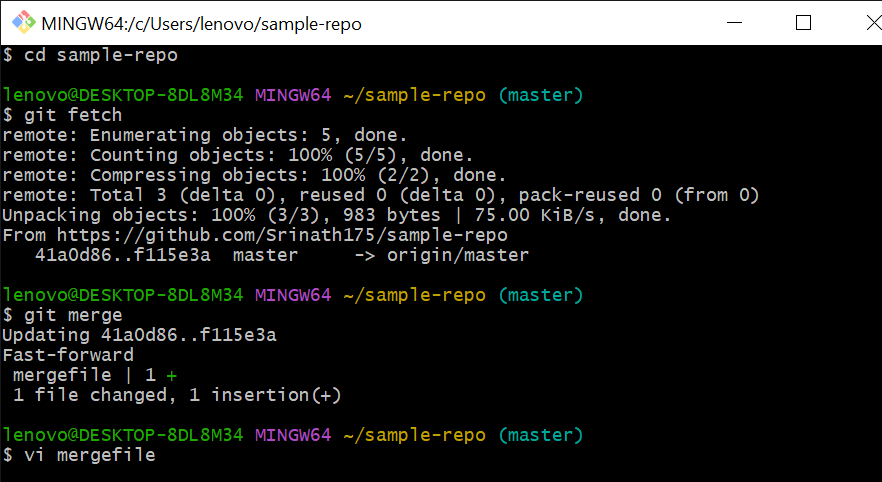 MINGW64:/c/Users/lenovo/sample-repo
$ cd sample-repo
lenovo@DESKTOP-8DL8M34 MINGW64 ~/sample-repo (master)
$ git fetch
remote: Enumerating objects: 5, done.
remote: Counting objects: 100% (5/5), done.
remote: Compressing objects: 100% (2/2), done.
remote: Total 3 (delta 0), reused 0 (delta 0), pack-reused 0 (from 0)
Unpacking objects: 100% (3/3), 983 bytes | 75.00 KiB/s, done.
From https://github.com/Srinath175/sample-repo
   41a0d86..f115e3a  master     -> origin/master
lenovo@DESKTOP-8DL8M34 MINGW64 ~/sample-repo (master)
$ git merge
Updating 41a0d86..f115e3a
Fast-forward
 mergefile | 1 +
 1 file changed, 1 insertion(+)
lenovo@DESKTOP-8DL8M34 MINGW64 ~/sample-repo (master)
$ vi mergefile